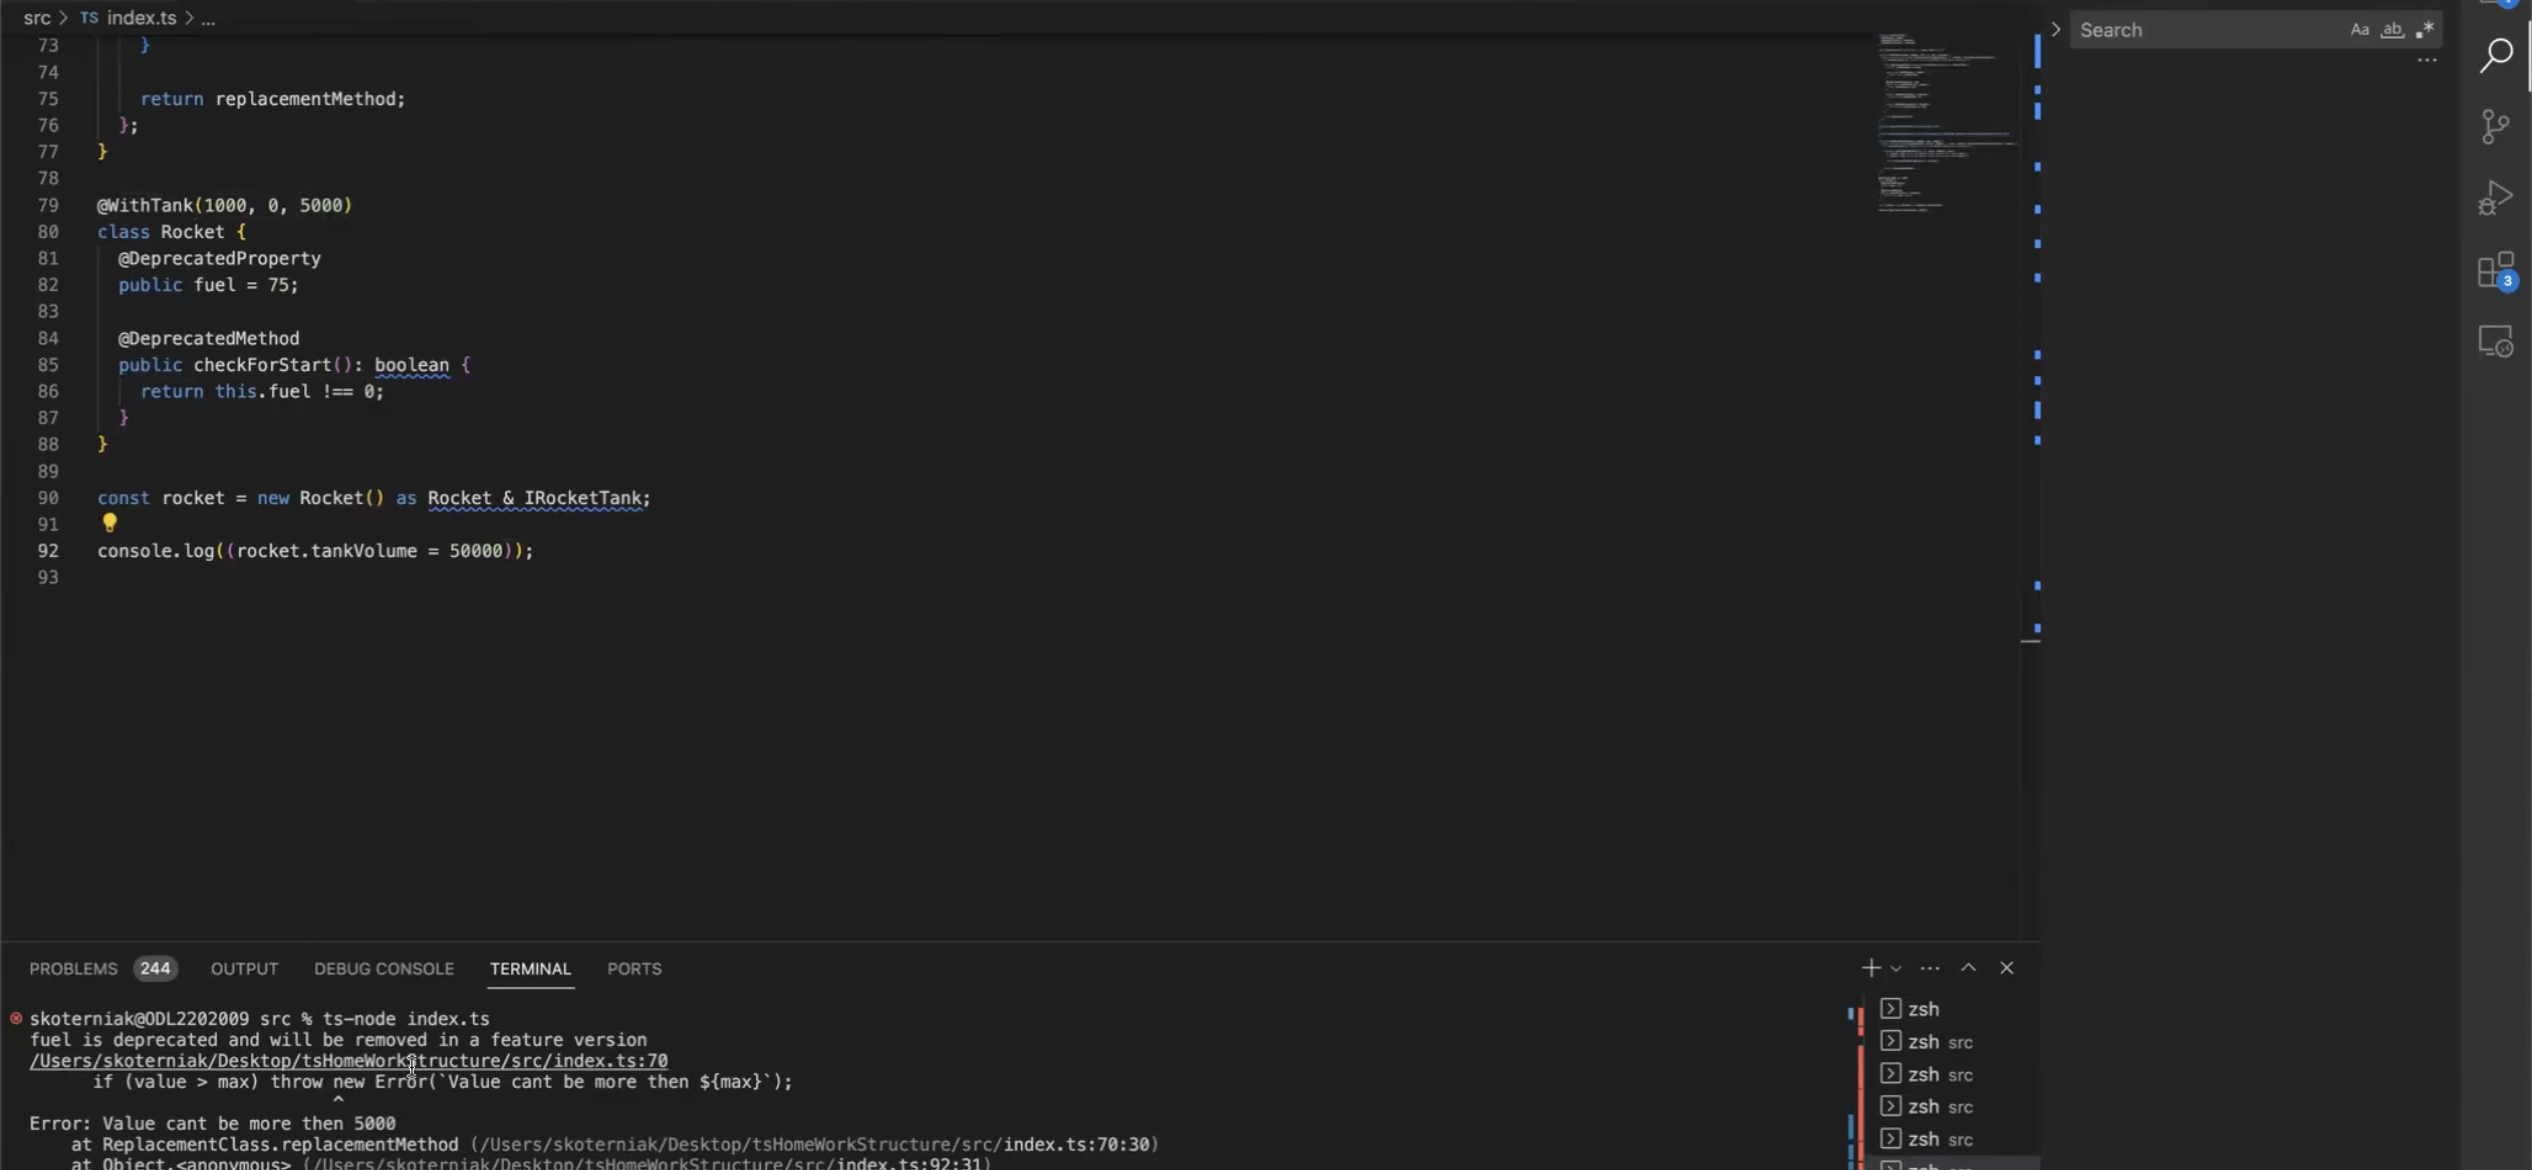 src > TS index.ts > ...
73 }
74
75 return replacementMethod;
76 };
77 }
78
79 @WithTank(1000, 0, 5000)
80 class Rocket {
81 @DeprecatedProperty
82 public fuel = 75;
83
84 @DeprecatedMethod
85 public checkForStart(): boolean {
86 return this.fuel !== 0;
87 }
88 }
89
90 const rocket = new Rocket() as Rocket & IRocketTank;
91
92 console.log((rocket.tankVolume = 50000));
93
Search Aa ab .*
...
3
PROBLEMS 244 OUTPUT DEBUG CONSOLE TERMINAL PORTS
skoterniak@ODL2202009 src % ts-node index.ts
fuel is deprecated and will be removed in a feature version
/Users/skoterniak/Desktop/tsHomeWorkStructure/src/index.ts:70
if (value > max) throw new Error(`Value cant be more then ${max}`);
^
Error: Value cant be more then 5000
at ReplacementClass.replacementMethod (/Users/skoterniak/Desktop/tsHomeWorkStructure/src/index.ts:70:30)
at Object.<anonymous> (/Users/skoterniak/Desktop/tsHomeWorkStructure/src/index.ts:92:31)
zsh
zsh src
zsh src
zsh src
zsh src
zsh src